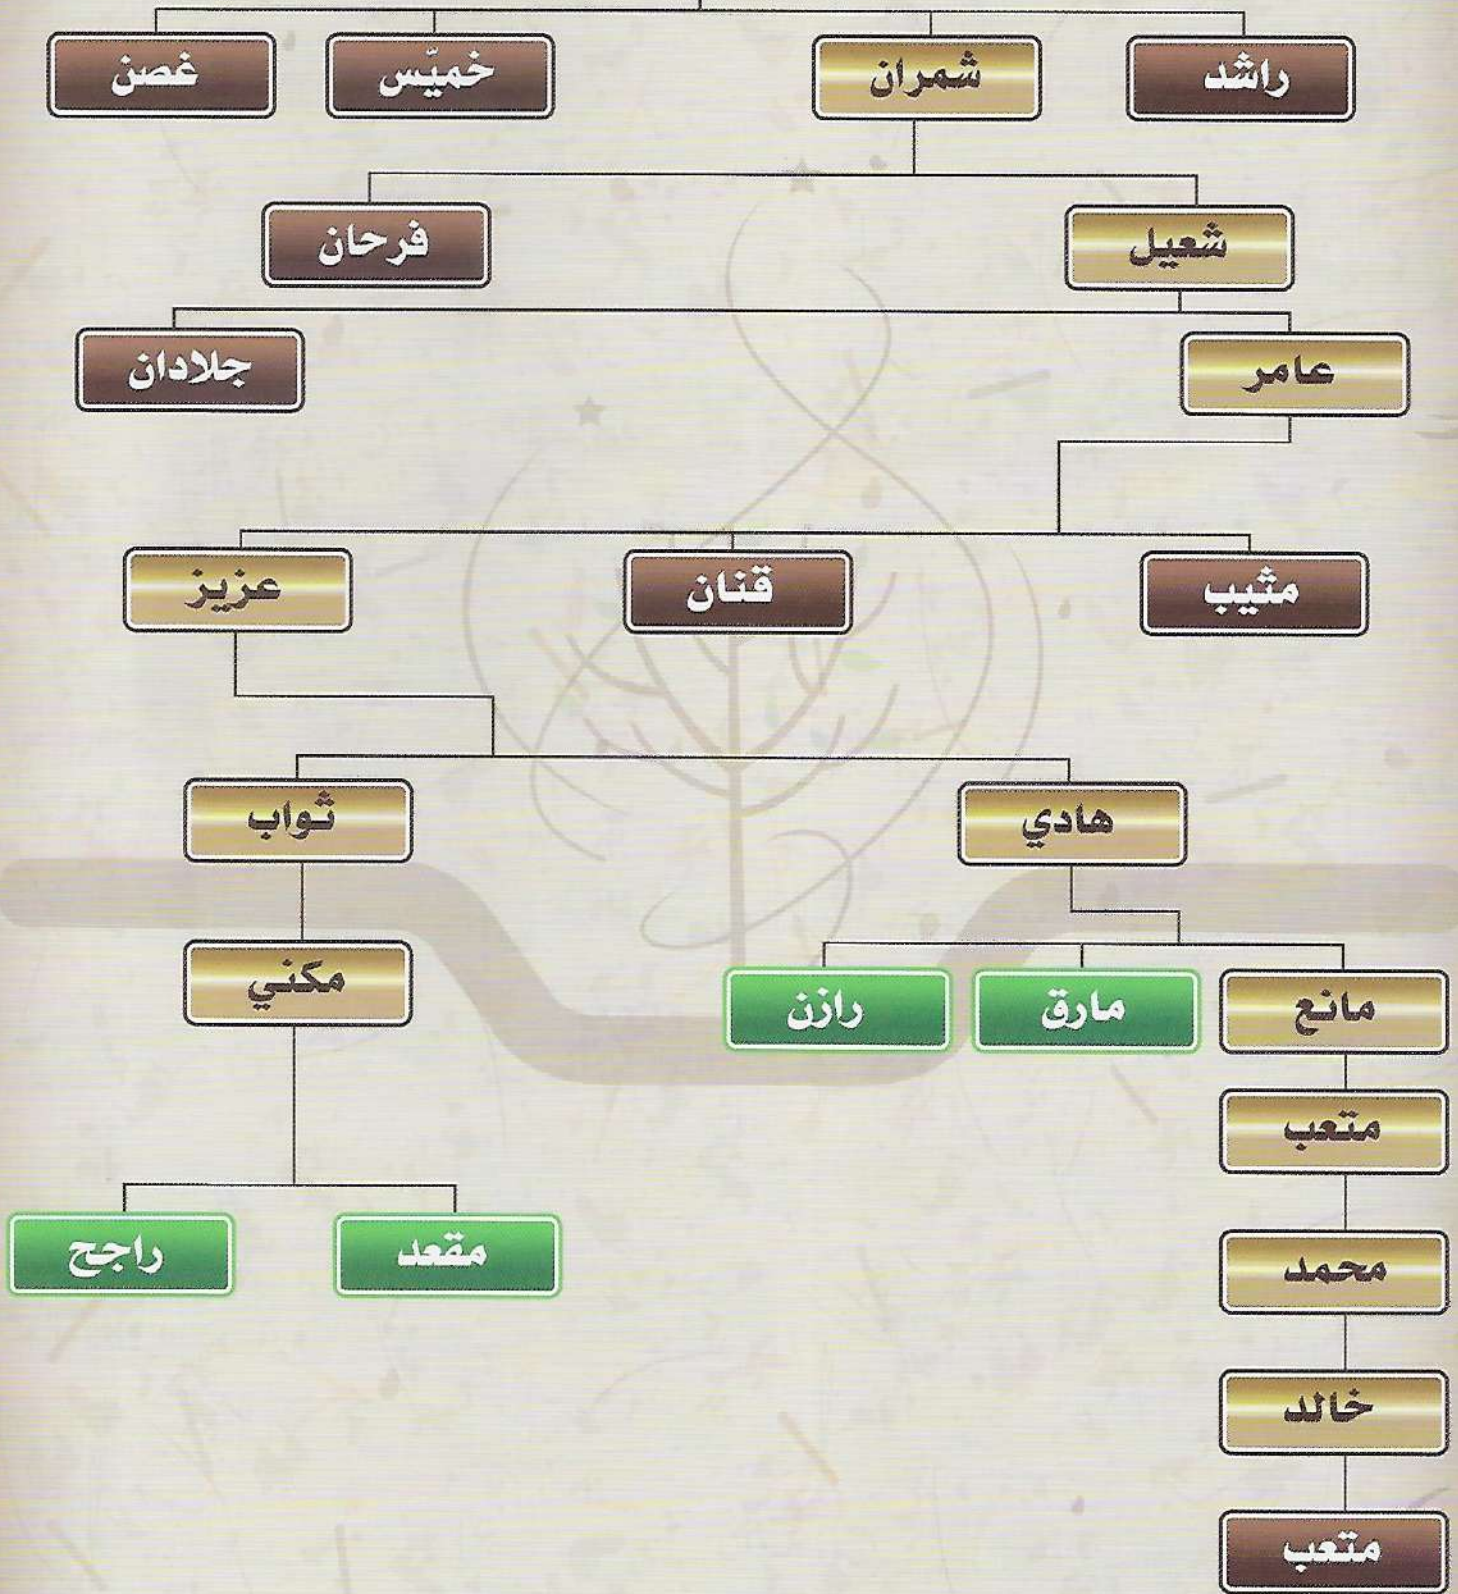 راشد شمران خميّس غصن
شعيل فرحان
عامر جلادان
مثيب قنان عزيز
هادي ثواب
مانع مارق رازن مكني
متعب
محمد
مقعد راجح
خالد
متعب